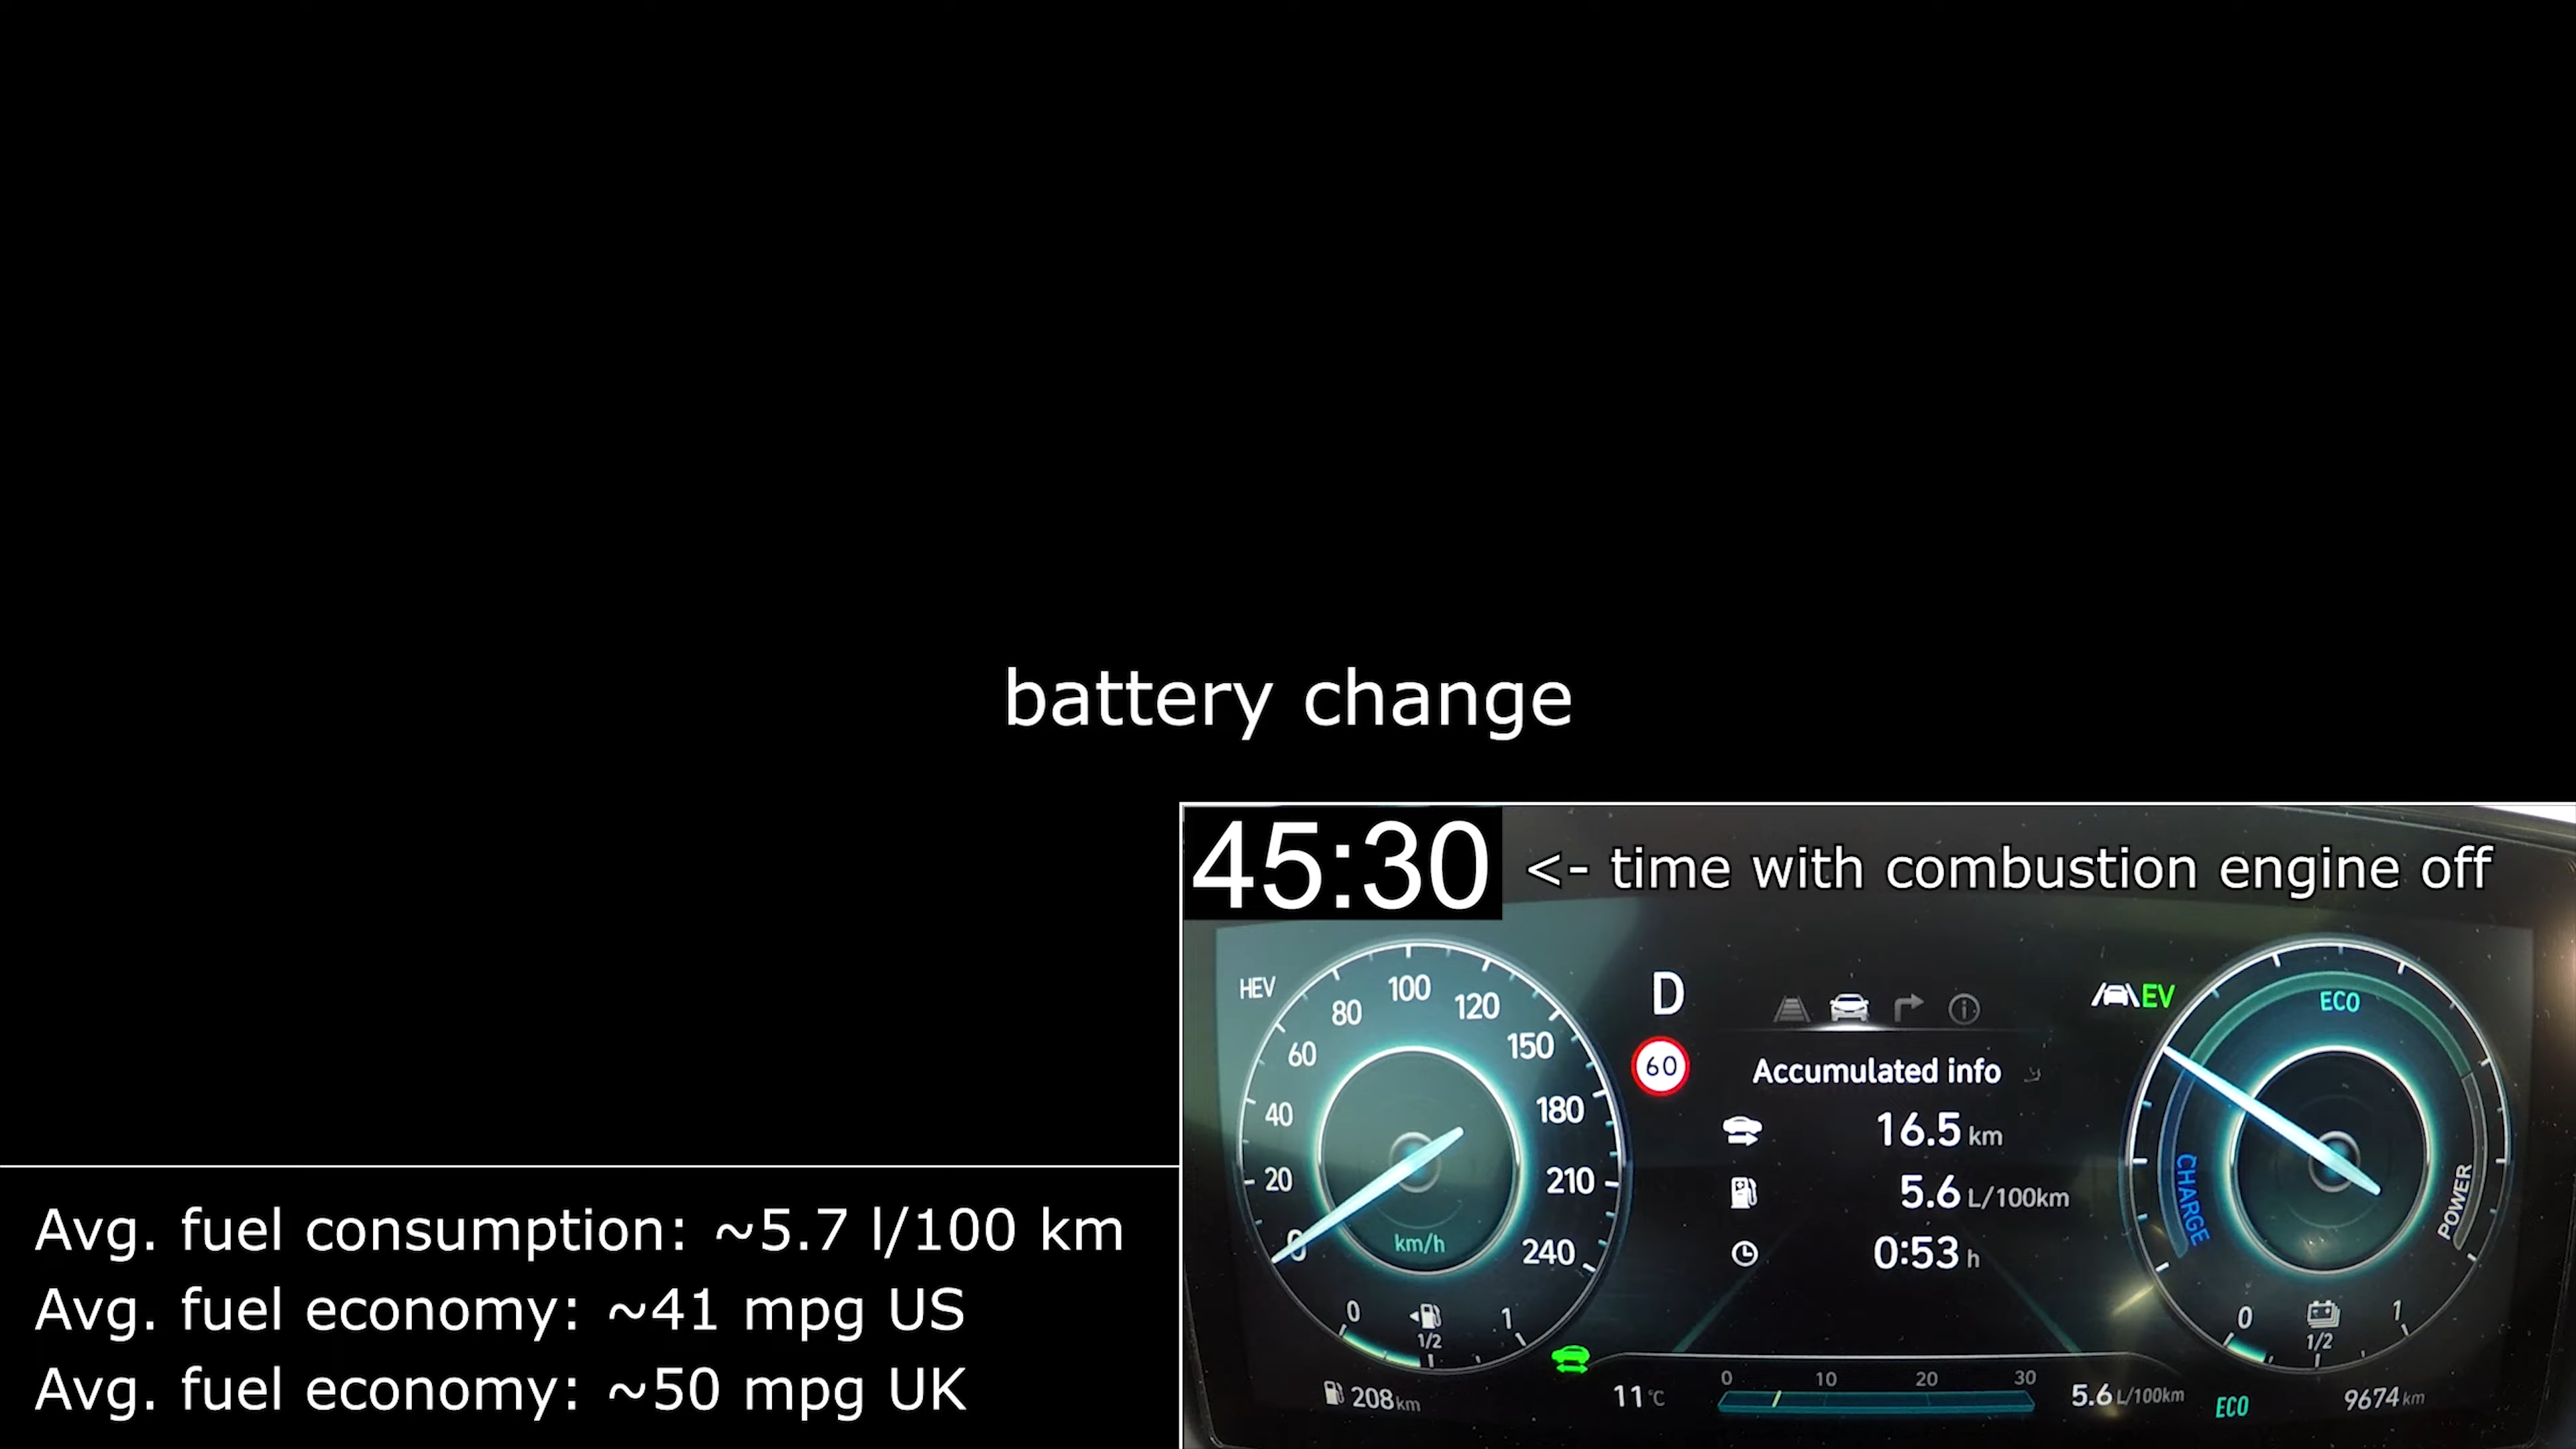 battery change
45:30 <- time with combustion engine off
Avg. fuel consumption: ~5.7 l/100 km
Avg. fuel economy: ~41 mpg US
Avg. fuel economy: ~50 mpg UK
HEV
0 20 40 60 80 100 120 150 180 210 240
km/h
0 1/2 1
208 km
D
60
Accumulated info
16.5 km
5.6 L/100km
0:53 h
11 °C
0 10 20 30
5.6 L/100km
EV
ECO
CHARGE
POWER
0 1/2 1
ECO
9674 km